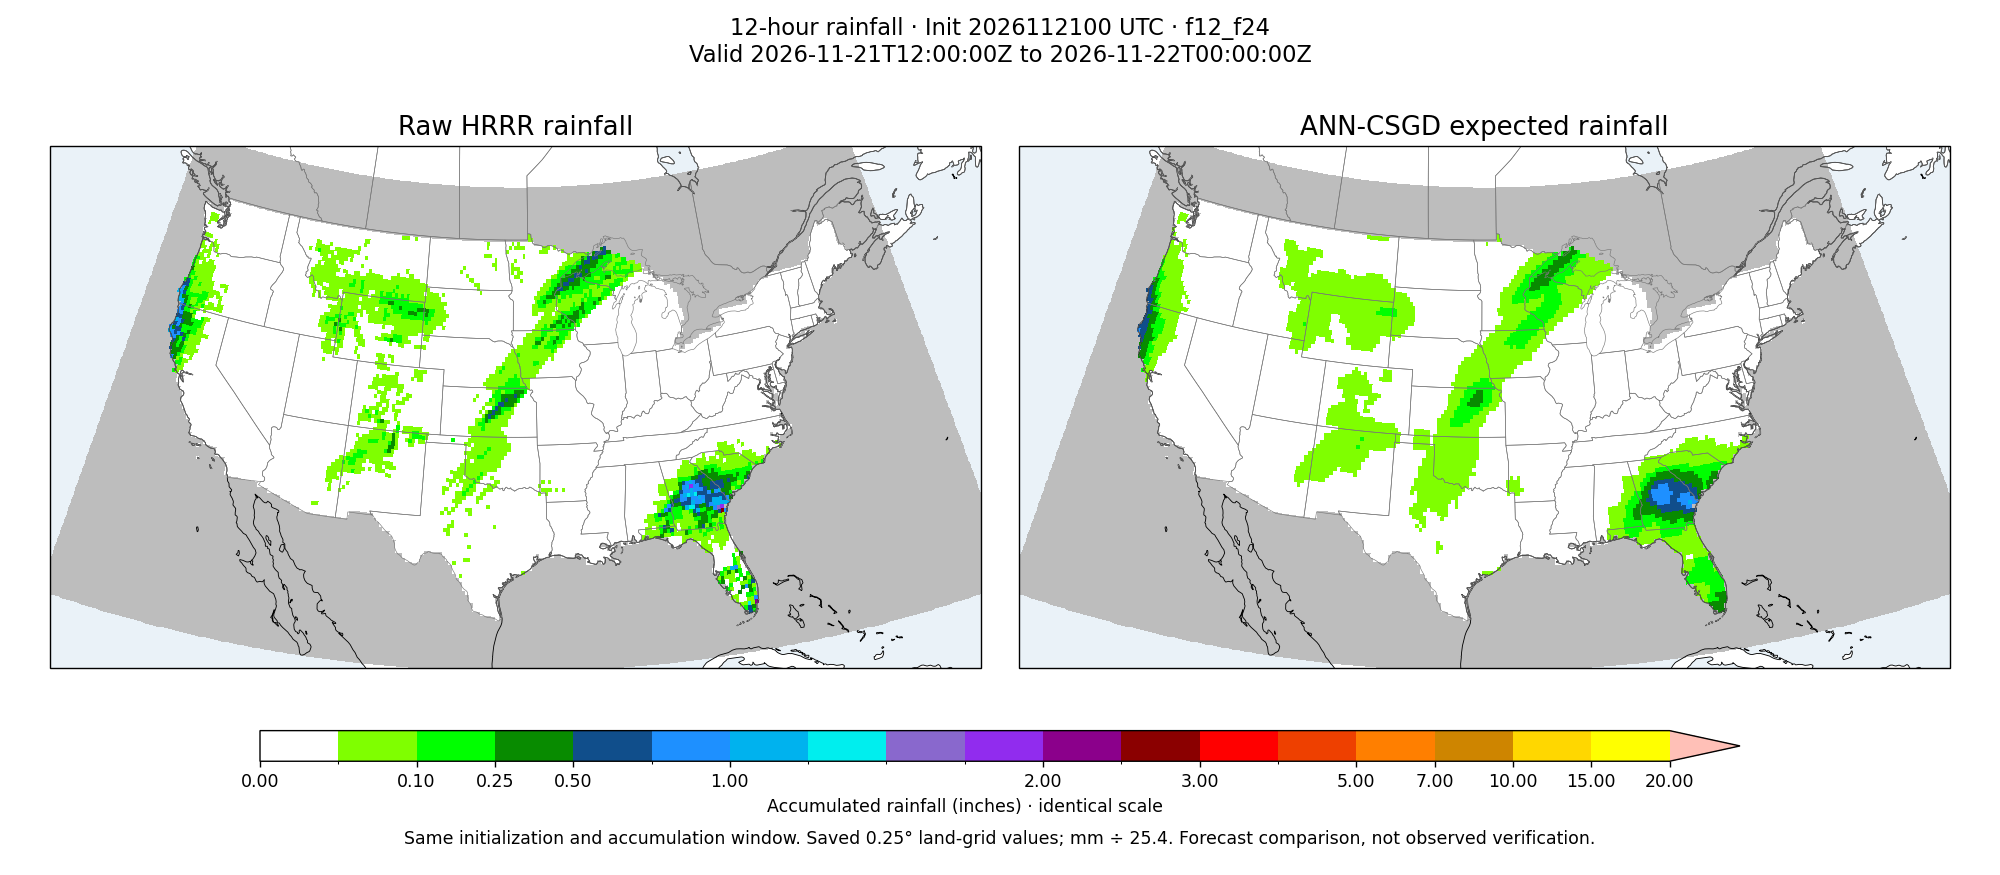 12-hour rainfall · Init 2026112100 UTC · f12_f24
Valid 2026-11-21T12:00:00Z to 2026-11-22T00:00:00Z
Raw HRRR rainfall
ANN-CSGD expected rainfall
0.00 0.10 0.25 0.50 1.00 2.00 3.00 5.00 7.00 10.00 15.00 20.00
Accumulated rainfall (inches) · identical scale
Same initialization and accumulation window. Saved 0.25° land-grid values; mm ÷ 25.4. Forecast comparison, not observed verification.